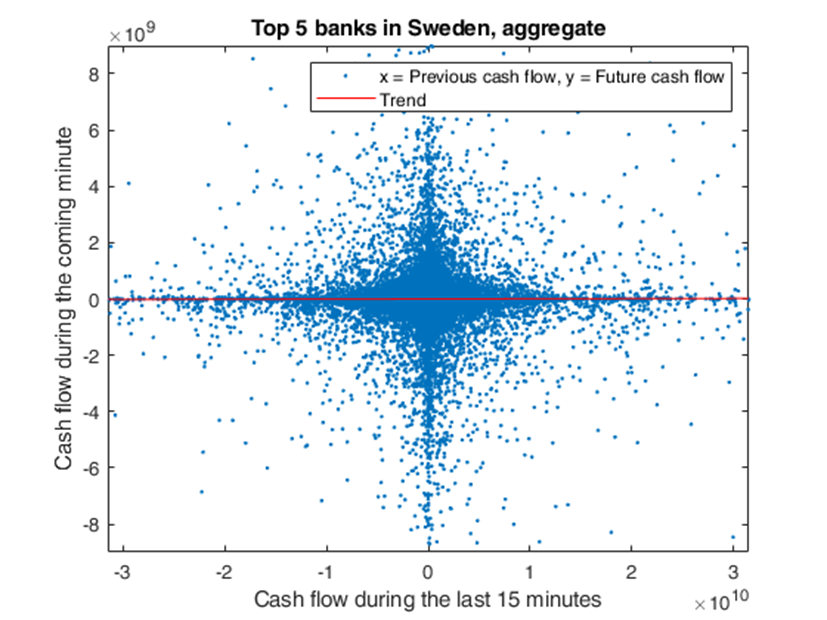 Top 5 banks in Sweden, aggregate
×10^9
x = Previous cash flow, y = Future cash flow
Trend
8
6
4
2
0
-2
-4
-6
-8
Cash flow during the coming minute
-3 -2 -1 0 1 2 3
Cash flow during the last 15 minutes
×10^10